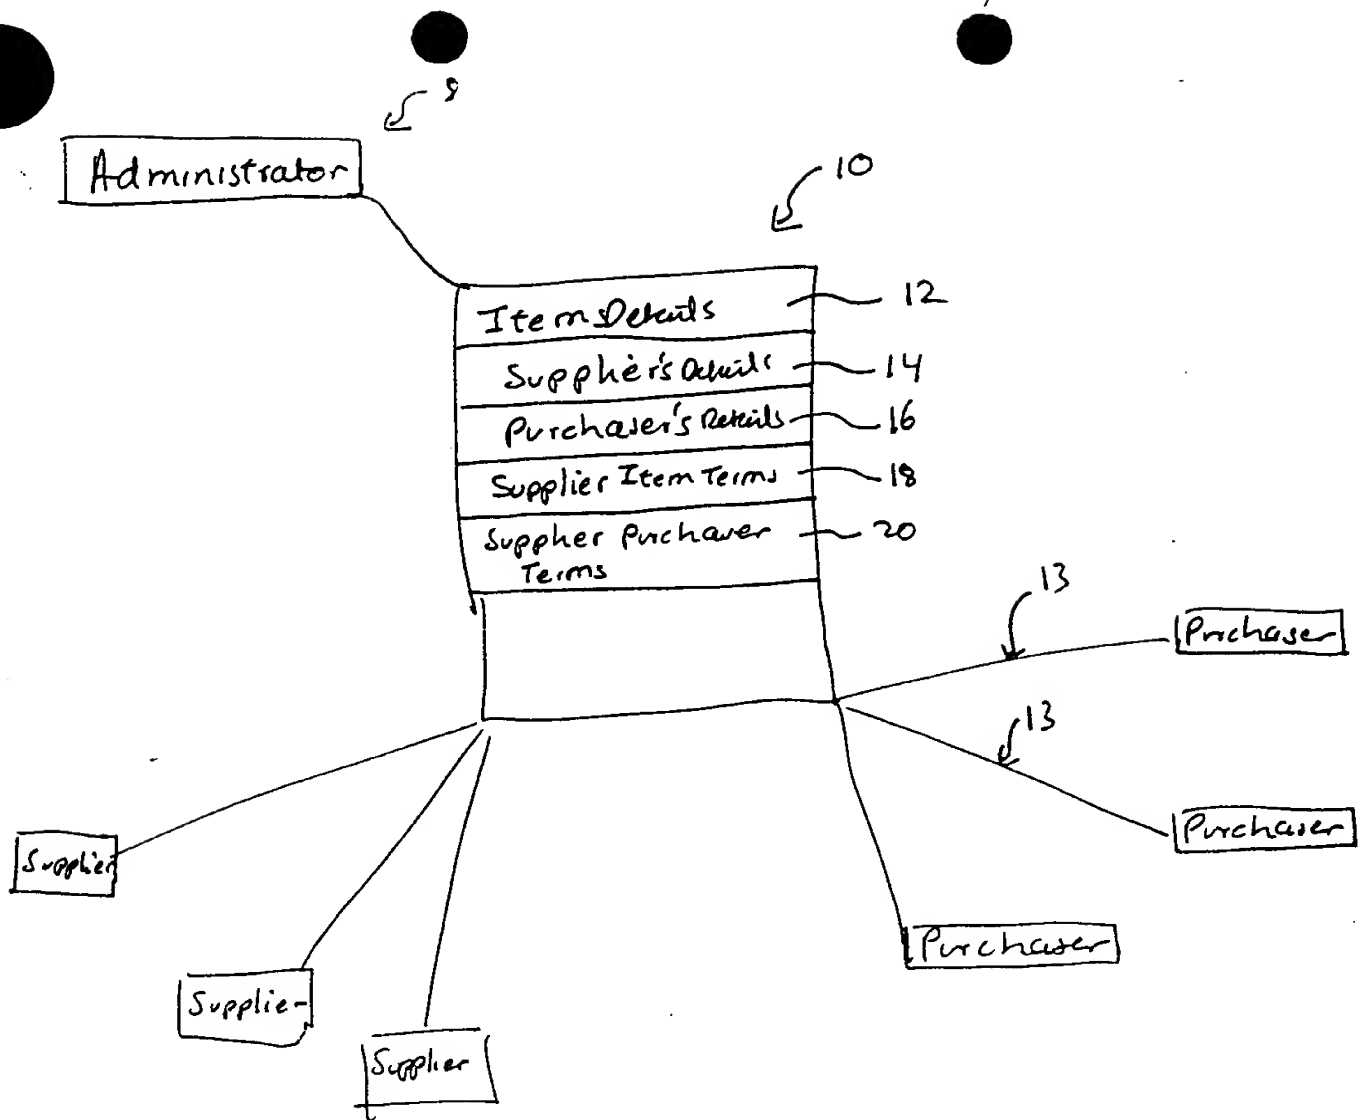 8
Administrator
10
Item Details 12
Supplier's Details 14
Purchaser's Details 16
Supplier Item Terms 18
Supplier Purchaser 20
Terms
13
Purchaser
13
Purchaser
Supplier
Purchaser
Supplier
Supplier